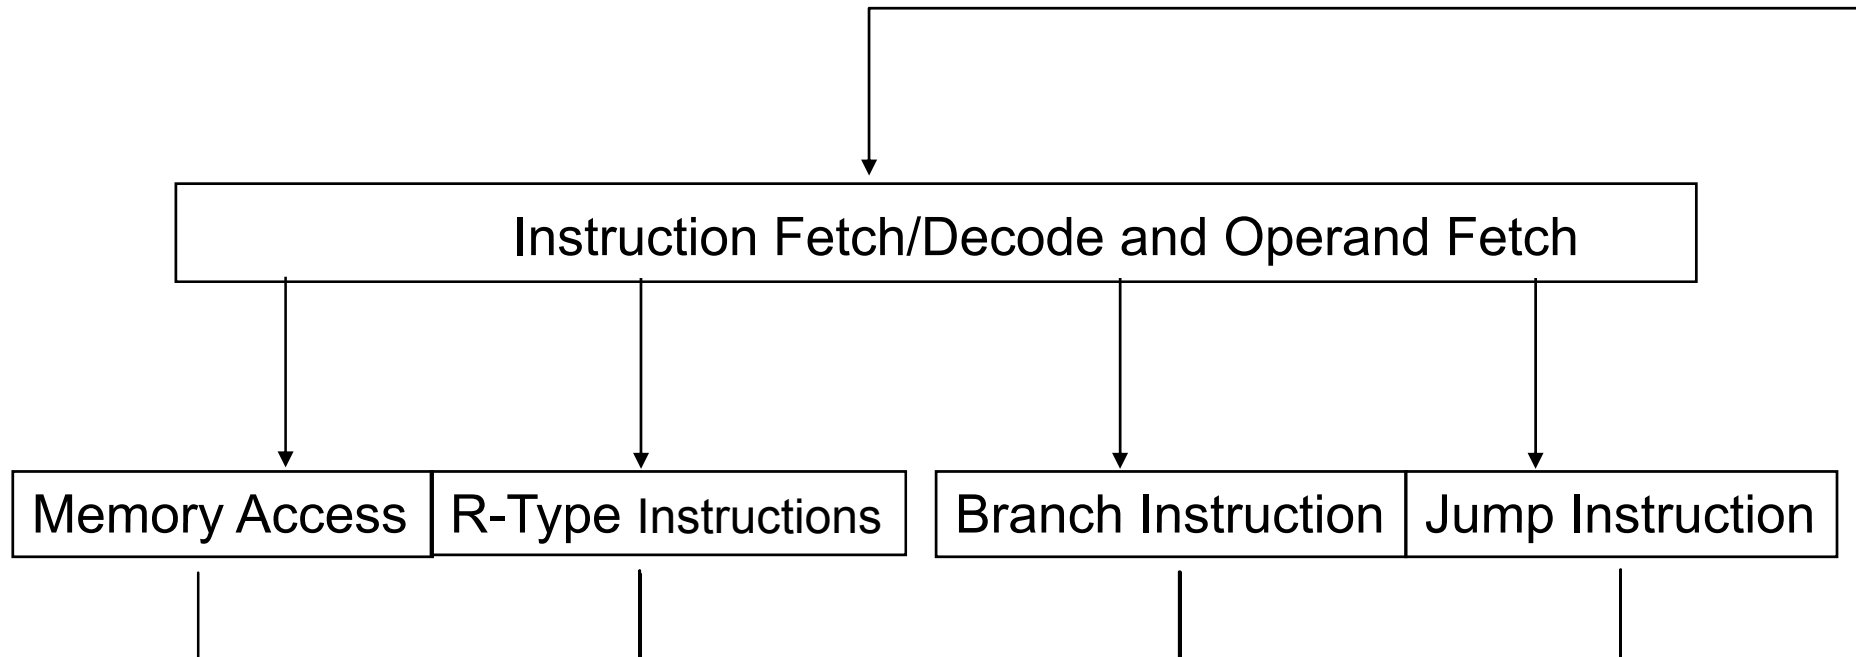 Instruction Fetch/Decode and Operand Fetch
Memory Access
R-Type Instructions
Branch Instruction
Jump Instruction